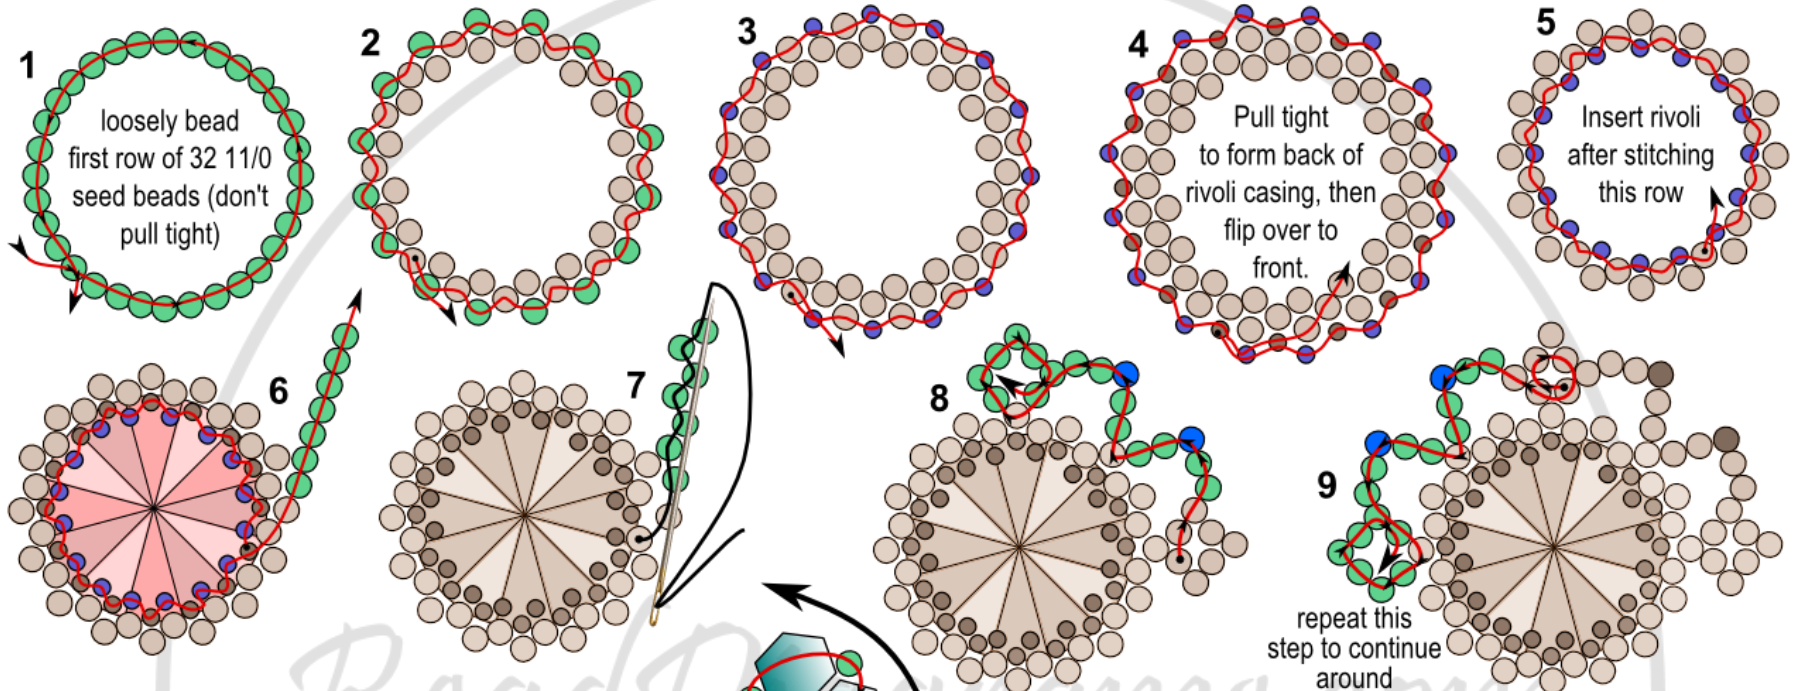 1
loosely bead
first row of 32 11/0
seed beads (don't
pull tight)
2
3
4
Pull tight
to form back of
rivoli casing, then
flip over to
front.
5
Insert rivoli
after stitching
this row
6
7
8
9
repeat this
step to continue
around